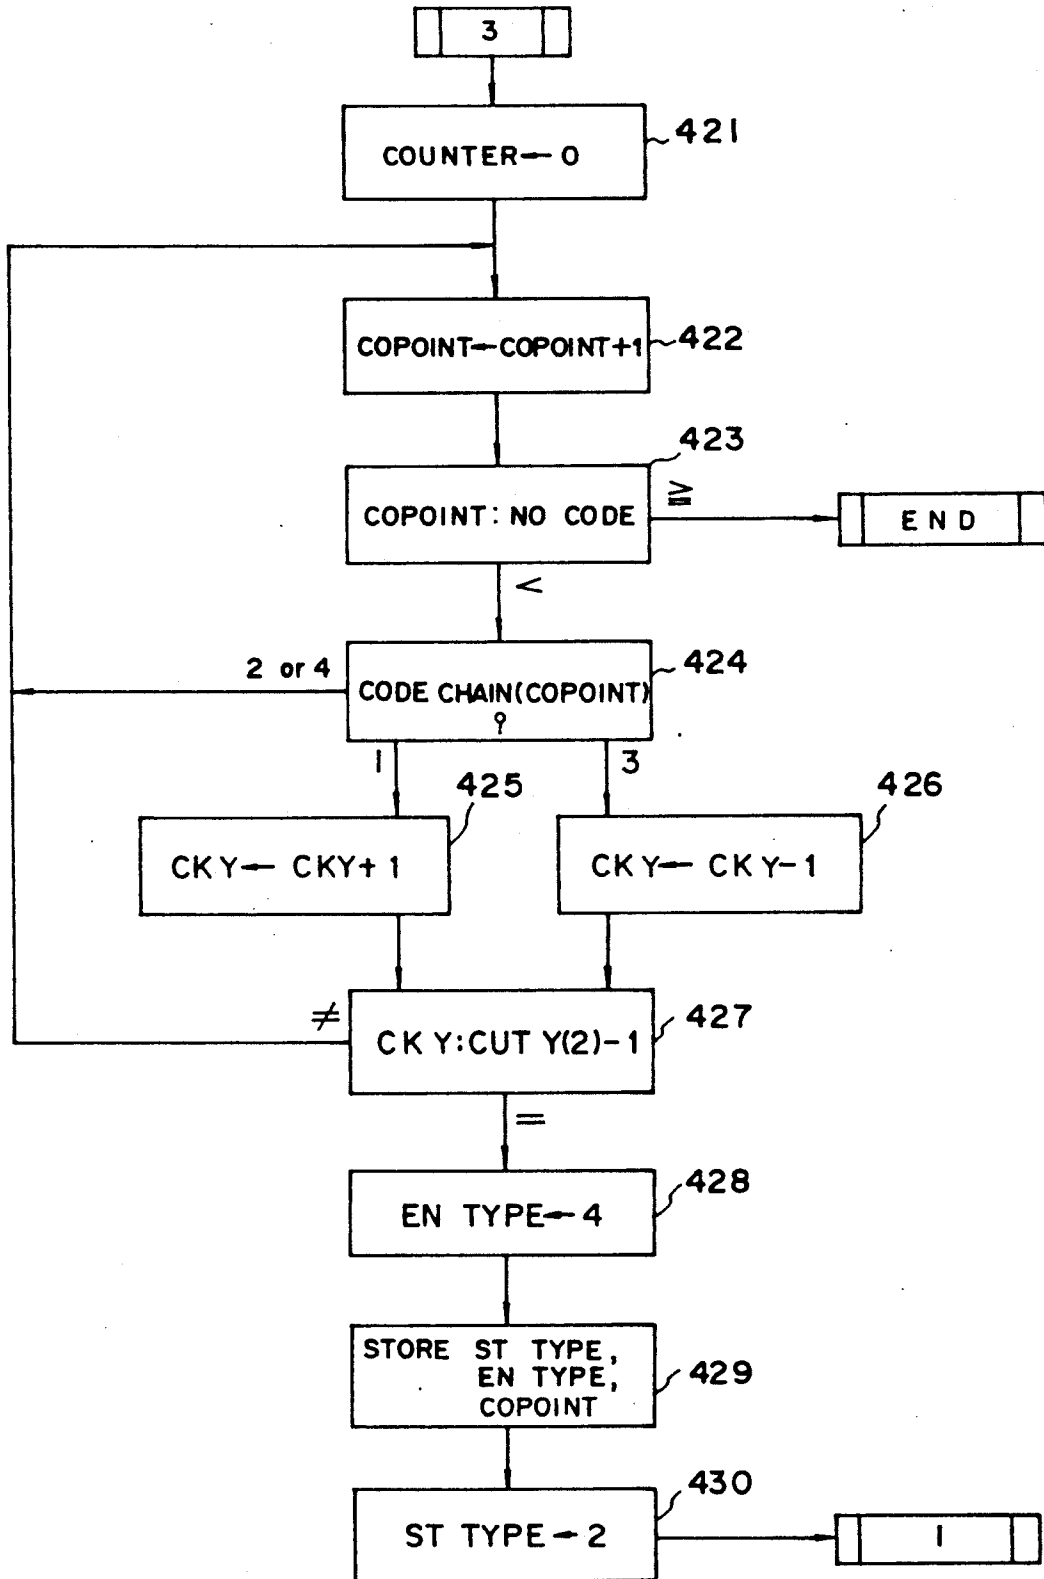 3
COUNTER ← 0
421
COPOINT ← COPOINT+1
422
423
COPOINT : NO CODE
≧
END
<
2 or 4
CODE CHAIN(COPOINT)
?
424
1
3
425
426
CKY ← CKY+1
CKY ← CKY-1
≠
CKY:CUT Y(2)-1
427
=
EN TYPE ← 4
428
STORE ST TYPE,
EN TYPE,
COPOINT
429
430
ST TYPE ← 2
1